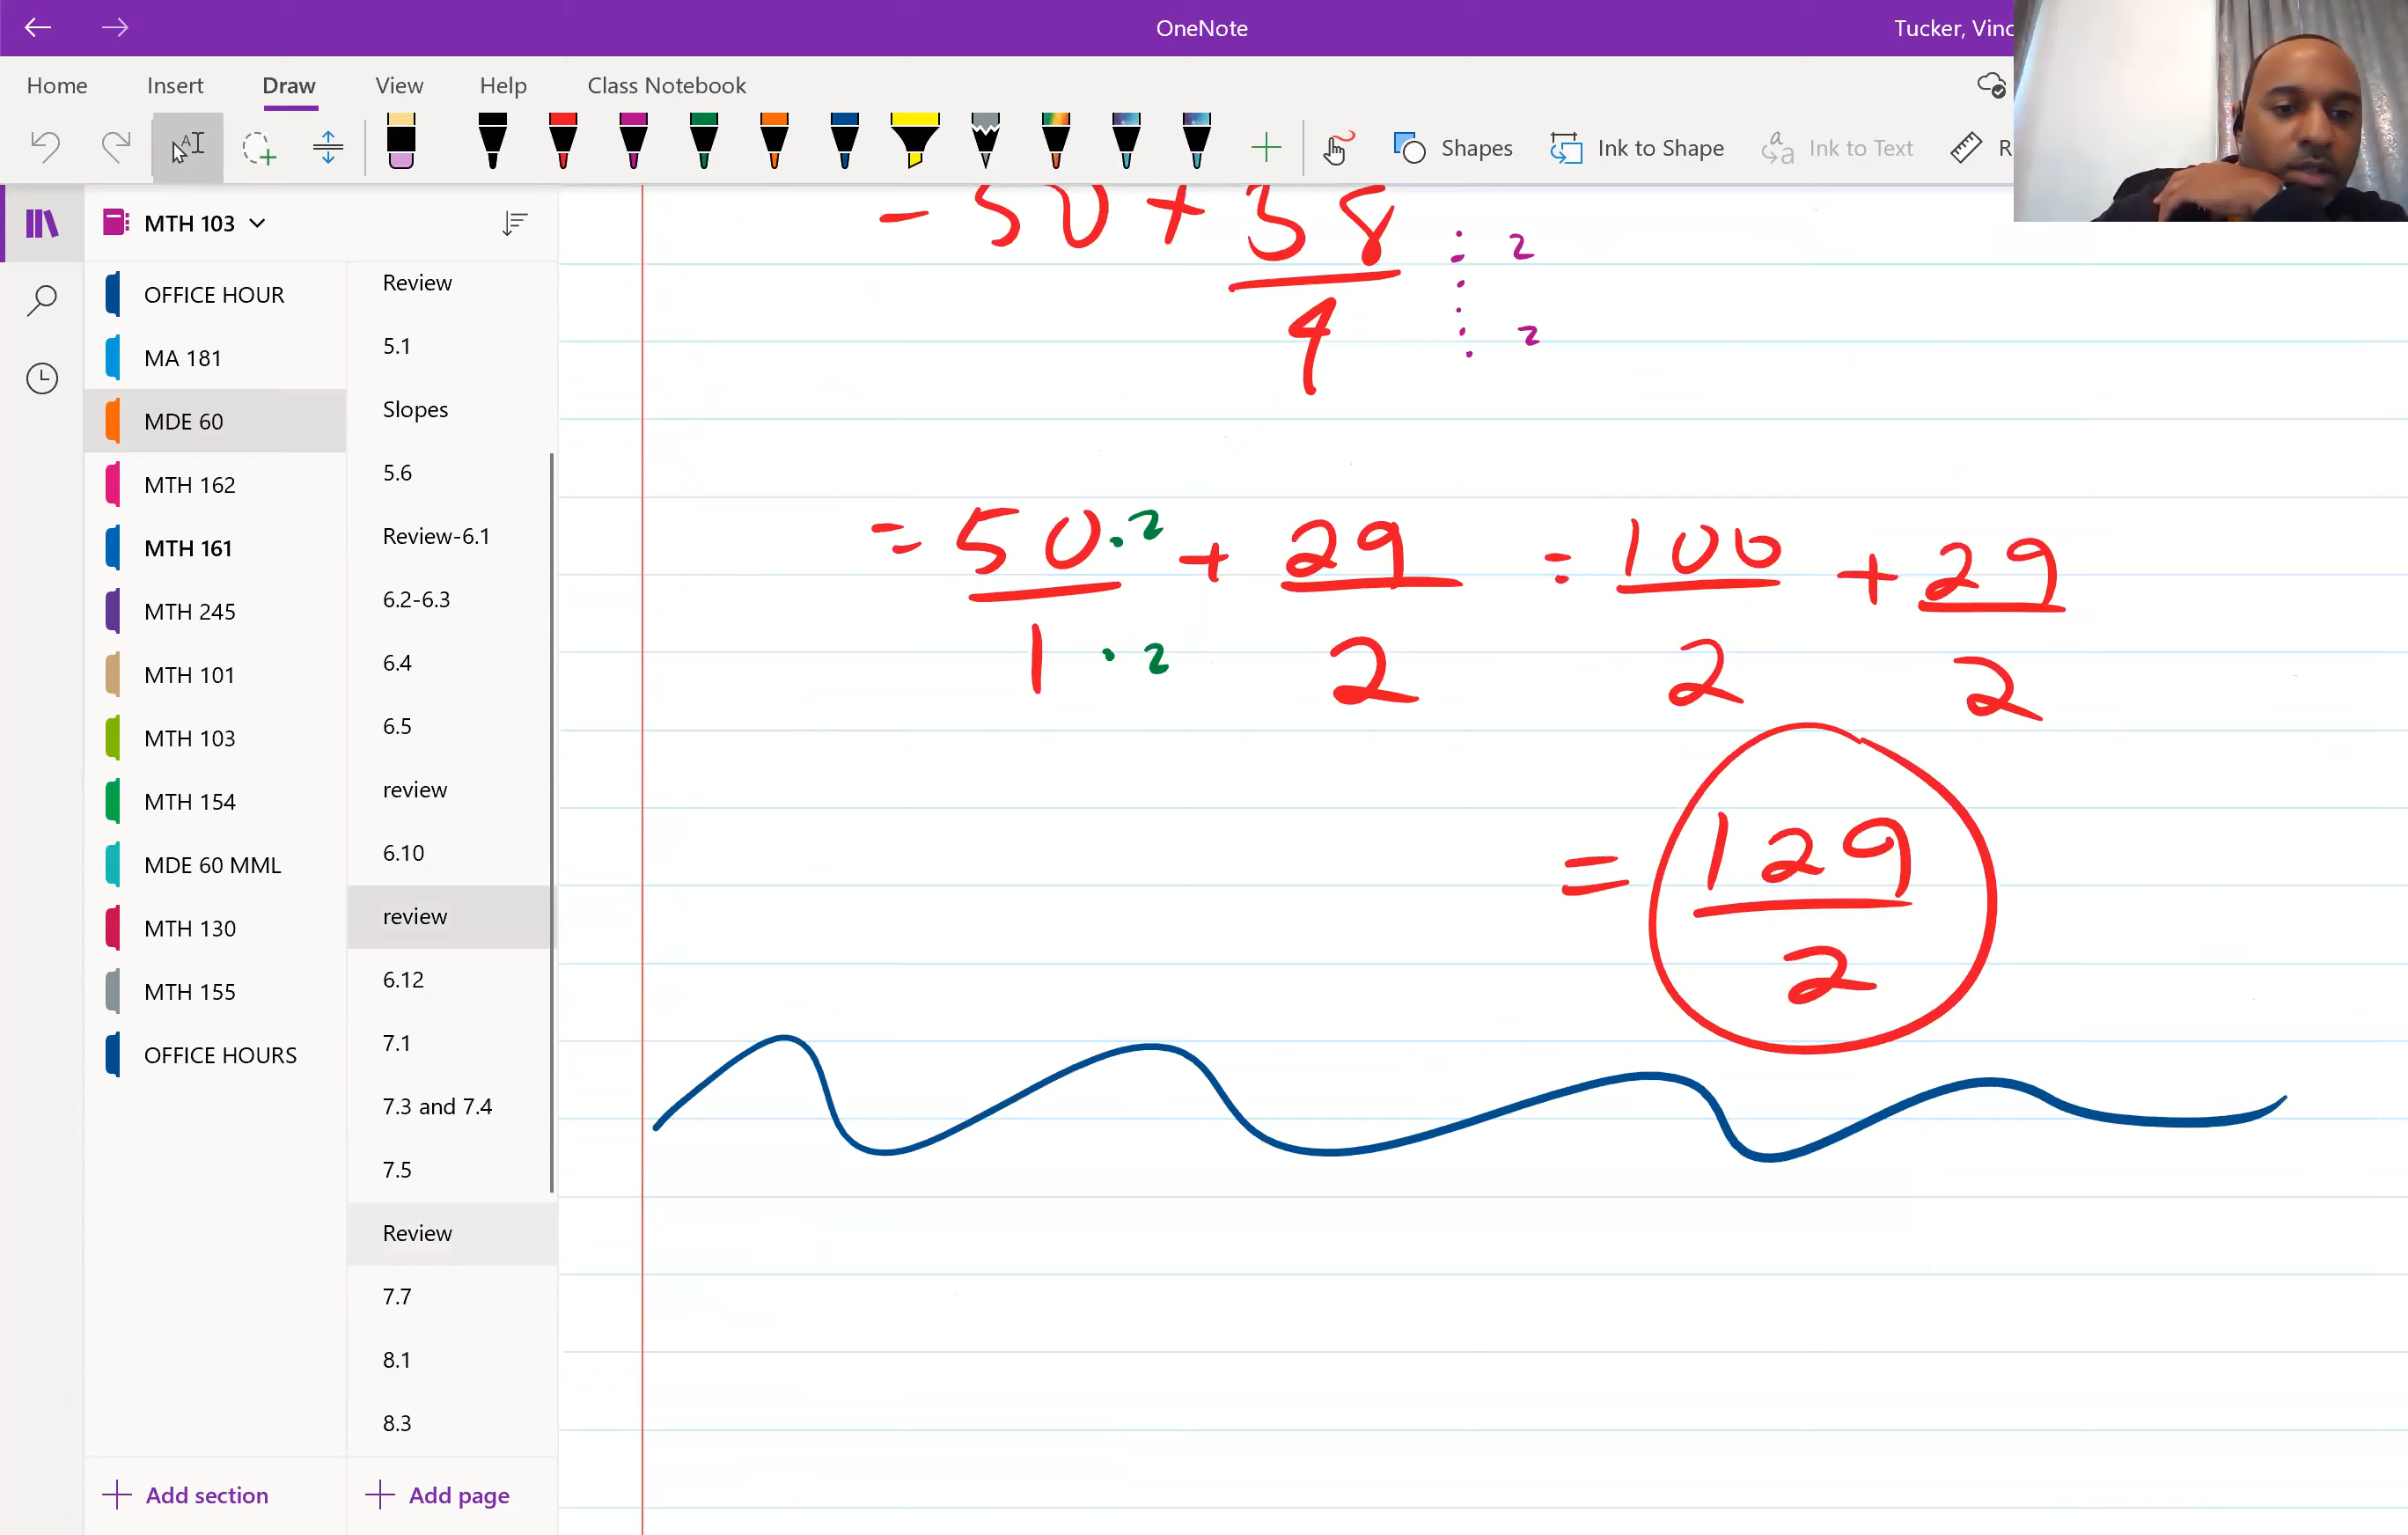 OneNote
Tucker, Vinc
Home Insert Draw View Help Class Notebook
Shapes Ink to Shape Ink to Text R
MTH 103
OFFICE HOUR
MA 181
MDE 60
MTH 162
MTH 161
MTH 245
MTH 101
MTH 103
MTH 154
MDE 60 MML
MTH 130
MTH 155
OFFICE HOURS
Add section
Review
5.1
Slopes
5.6
Review-6.1
6.2-6.3
6.4
6.5
review
6.10
review
6.12
7.1
7.3 and 7.4
7.5
Review
7.7
8.1
8.3
Add page
- 50 + 38 : 2
4 : 2
= 50 · 2 + 29 = 100 + 29
1 · 2 2 2 2
= 129
2